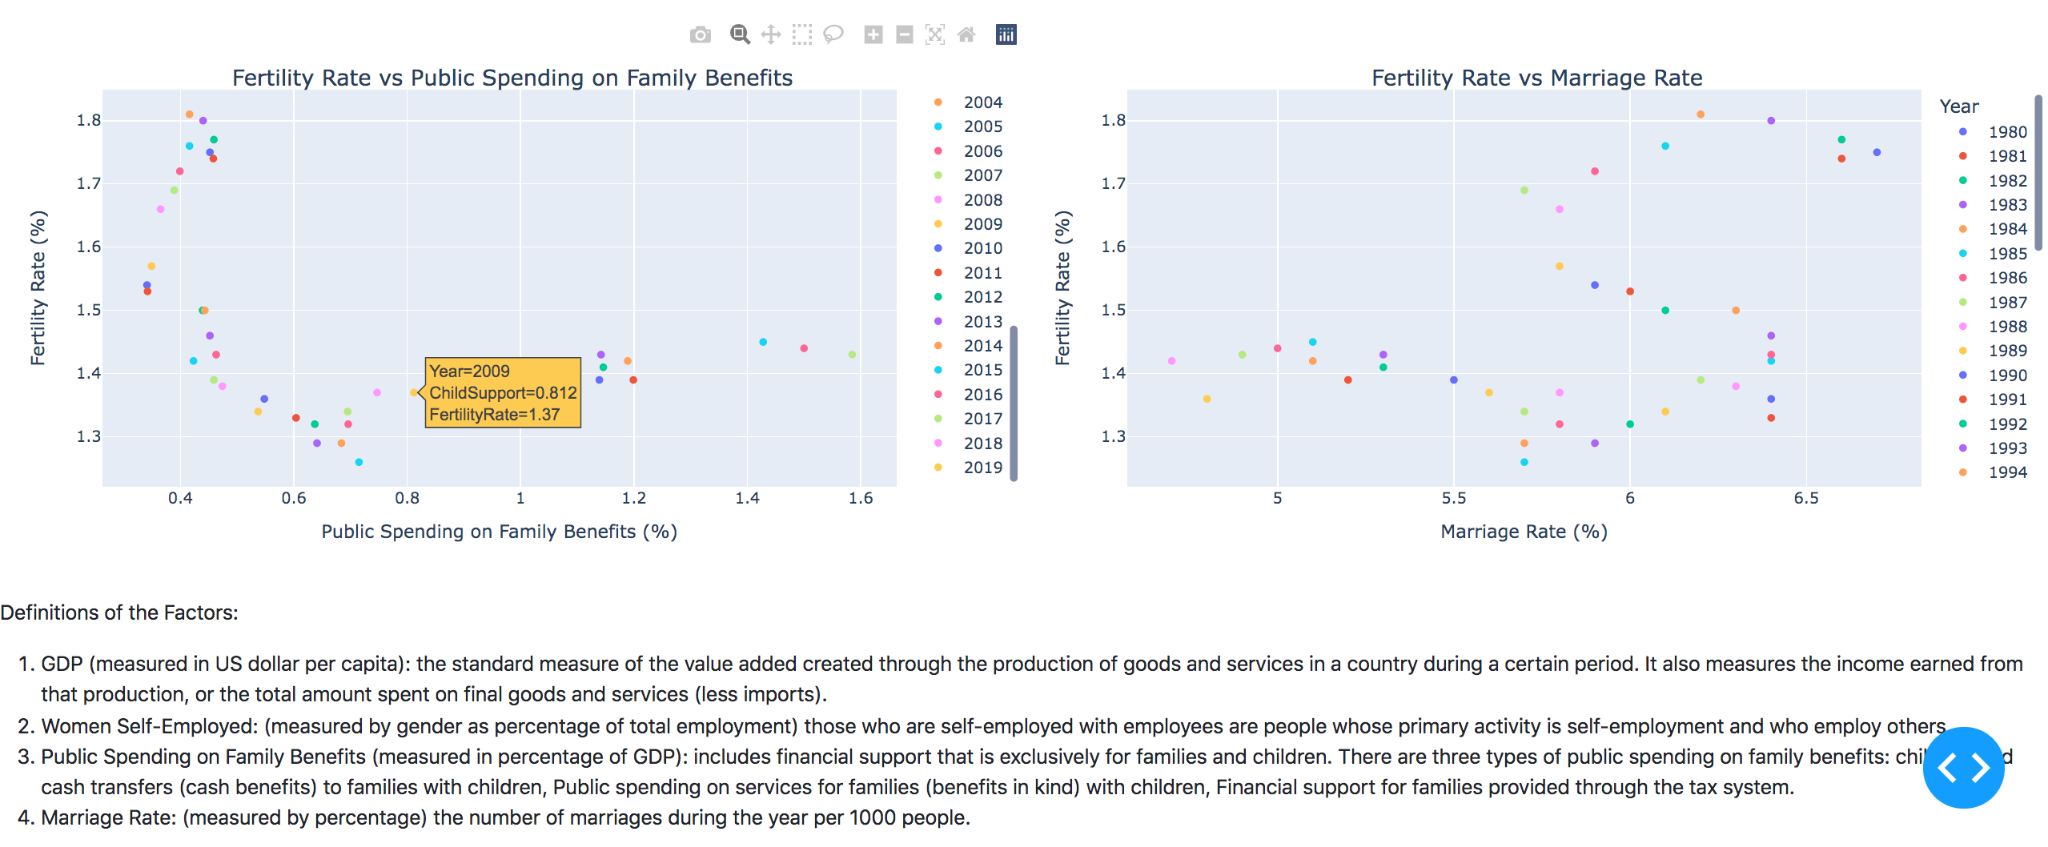 Fertility Rate vs Public Spending on Family Benefits
1.8
1.7
1.6
1.5
1.4
1.3
Fertility Rate (%)
Year=2009
ChildSupport=0.812
FertilityRate=1.37
0.4 0.6 0.8 1 1.2 1.4 1.6
Public Spending on Family Benefits (%)
2004
2005
2006
2007
2008
2009
2010
2011
2012
2013
2014
2015
2016
2017
2018
2019
Fertility Rate vs Marriage Rate
1.8
1.7
1.6
1.5
1.4
1.3
Fertility Rate (%)
5 5.5 6 6.5
Marriage Rate (%)
Year
1980
1981
1982
1983
1984
1985
1986
1987
1988
1989
1990
1991
1992
1993
1994
Definitions of the Factors:
1. GDP (measured in US dollar per capita): the standard measure of the value added created through the production of goods and services in a country during a certain period. It also measures the income earned from
that production, or the total amount spent on final goods and services (less imports).
2. Women Self-Employed: (measured by gender as percentage of total employment) those who are self-employed with employees are people whose primary activity is self-employment and who employ others
3. Public Spending on Family Benefits (measured in percentage of GDP): includes financial support that is exclusively for families and children. There are three types of public spending on family benefits:
cash transfers (cash benefits) to families with children, Public spending on services for families (benefits in kind) with children, Financial support for families provided through the tax system.
4. Marriage Rate: (measured by percentage) the number of marriages during the year per 1000 people.